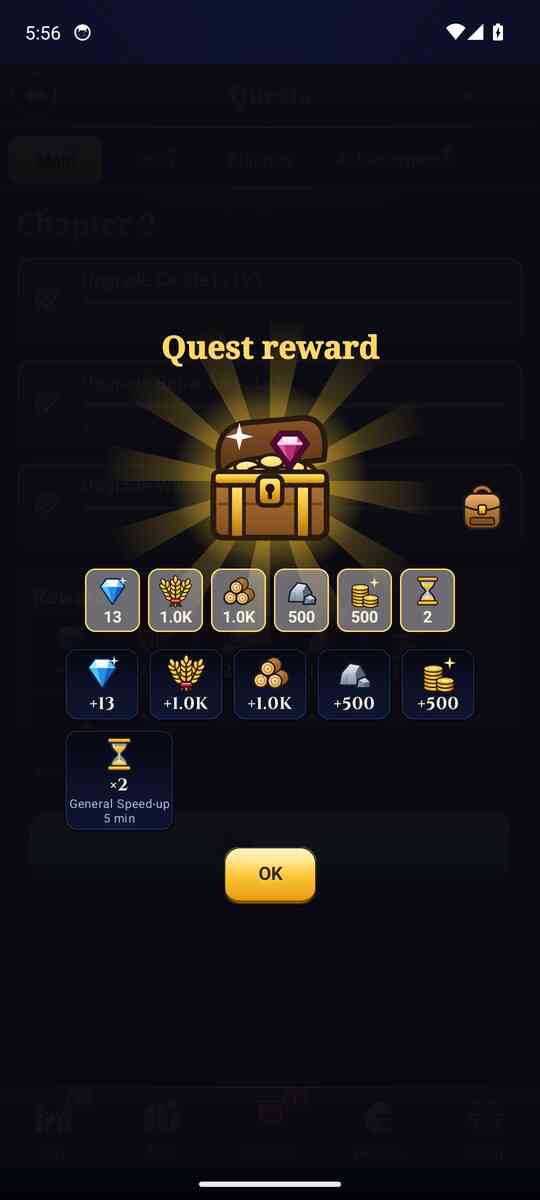 5:56
Quest reward
13
1.0K
1.0K
500
500
2
+13
+1.0K
+1.0K
+500
+500
×2
General Speed-up
5 min
OK